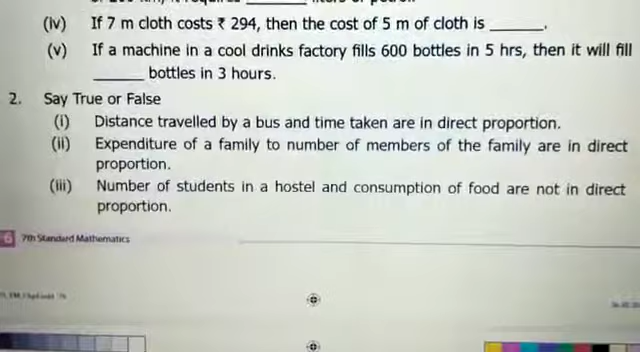 (iv) If 7 m cloth costs ₹ 294, then the cost of 5 m of cloth is ______.
(v) If a machine in a cool drinks factory fills 600 bottles in 5 hrs, then it will fill
______ bottles in 3 hours.
2. Say True or False
(i) Distance travelled by a bus and time taken are in direct proportion.
(ii) Expenditure of a family to number of members of the family are in direct
proportion.
(iii) Number of students in a hostel and consumption of food are not in direct
proportion.
6 7th Standard Mathematics